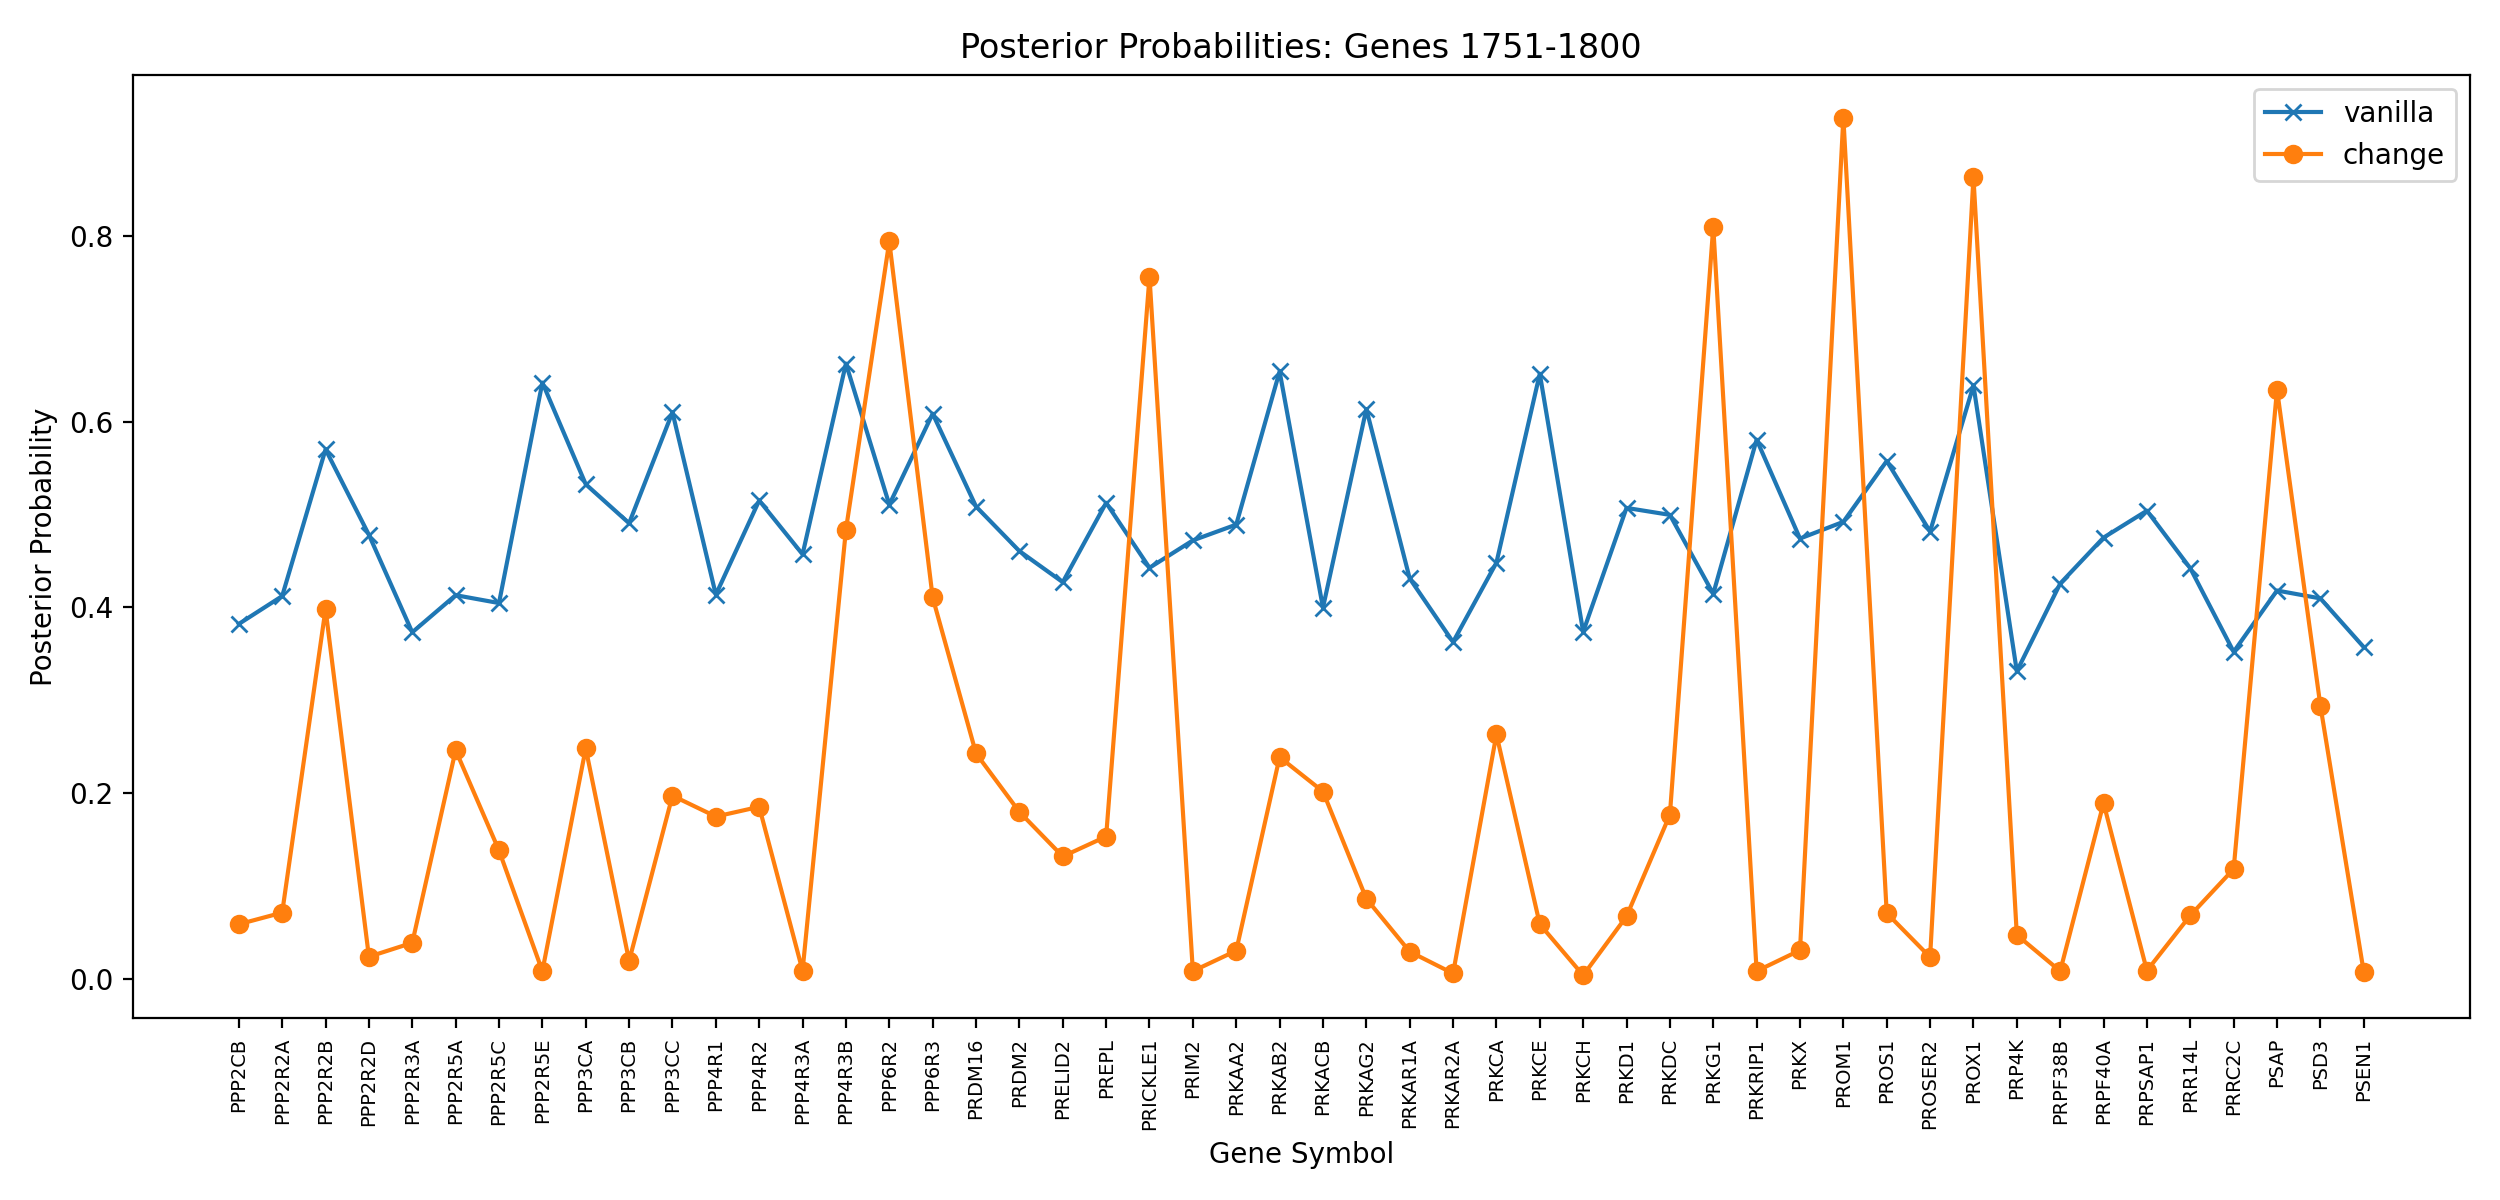 Posterior Probabilities: Genes 1751-1800
vanilla
change
Posterior Probability
0.8
0.6
0.4
0.2
0.0
PPP2CB
PPP2R2A
PPP2R2B
PPP2R2D
PPP2R3A
PPP2R5A
PPP2R5C
PPP2R5E
PPP3CA
PPP3CB
PPP3CC
PPP4R1
PPP4R2
PPP4R3A
PPP4R3B
PPP6R2
PPP6R3
PRDM16
PRDM2
PRELID2
PREPL
PRICKLE1
PRIM2
PRKAA2
PRKAB2
PRKACB
PRKAG2
PRKAR1A
PRKAR2A
PRKCA
PRKCE
PRKCH
PRKD1
PRKDC
PRKG1
PRKRIP1
PRKX
PROM1
PROS1
PROSER2
PROX1
PRP4K
PRPF38B
PRPF40A
PRPSAP1
PRR14L
PRRC2C
PSAP
PSD3
PSEN1
Gene Symbol